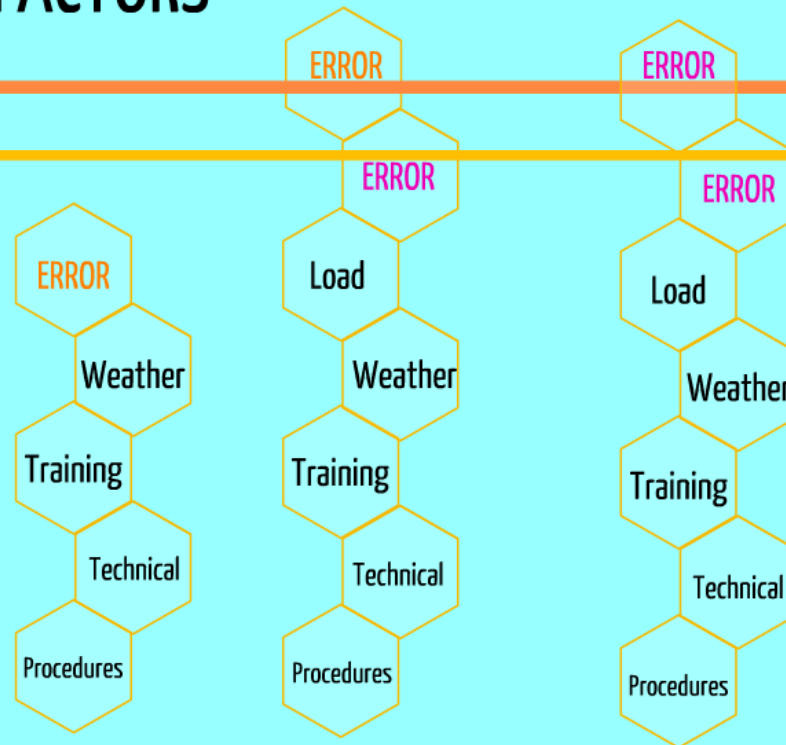 FACTORS
ERROR
Weather
Training
Technical
Procedures
ERROR
ERROR
Load
Weather
Training
Technical
Procedures
ERROR
ERROR
Load
Weather
Training
Technical
Procedures